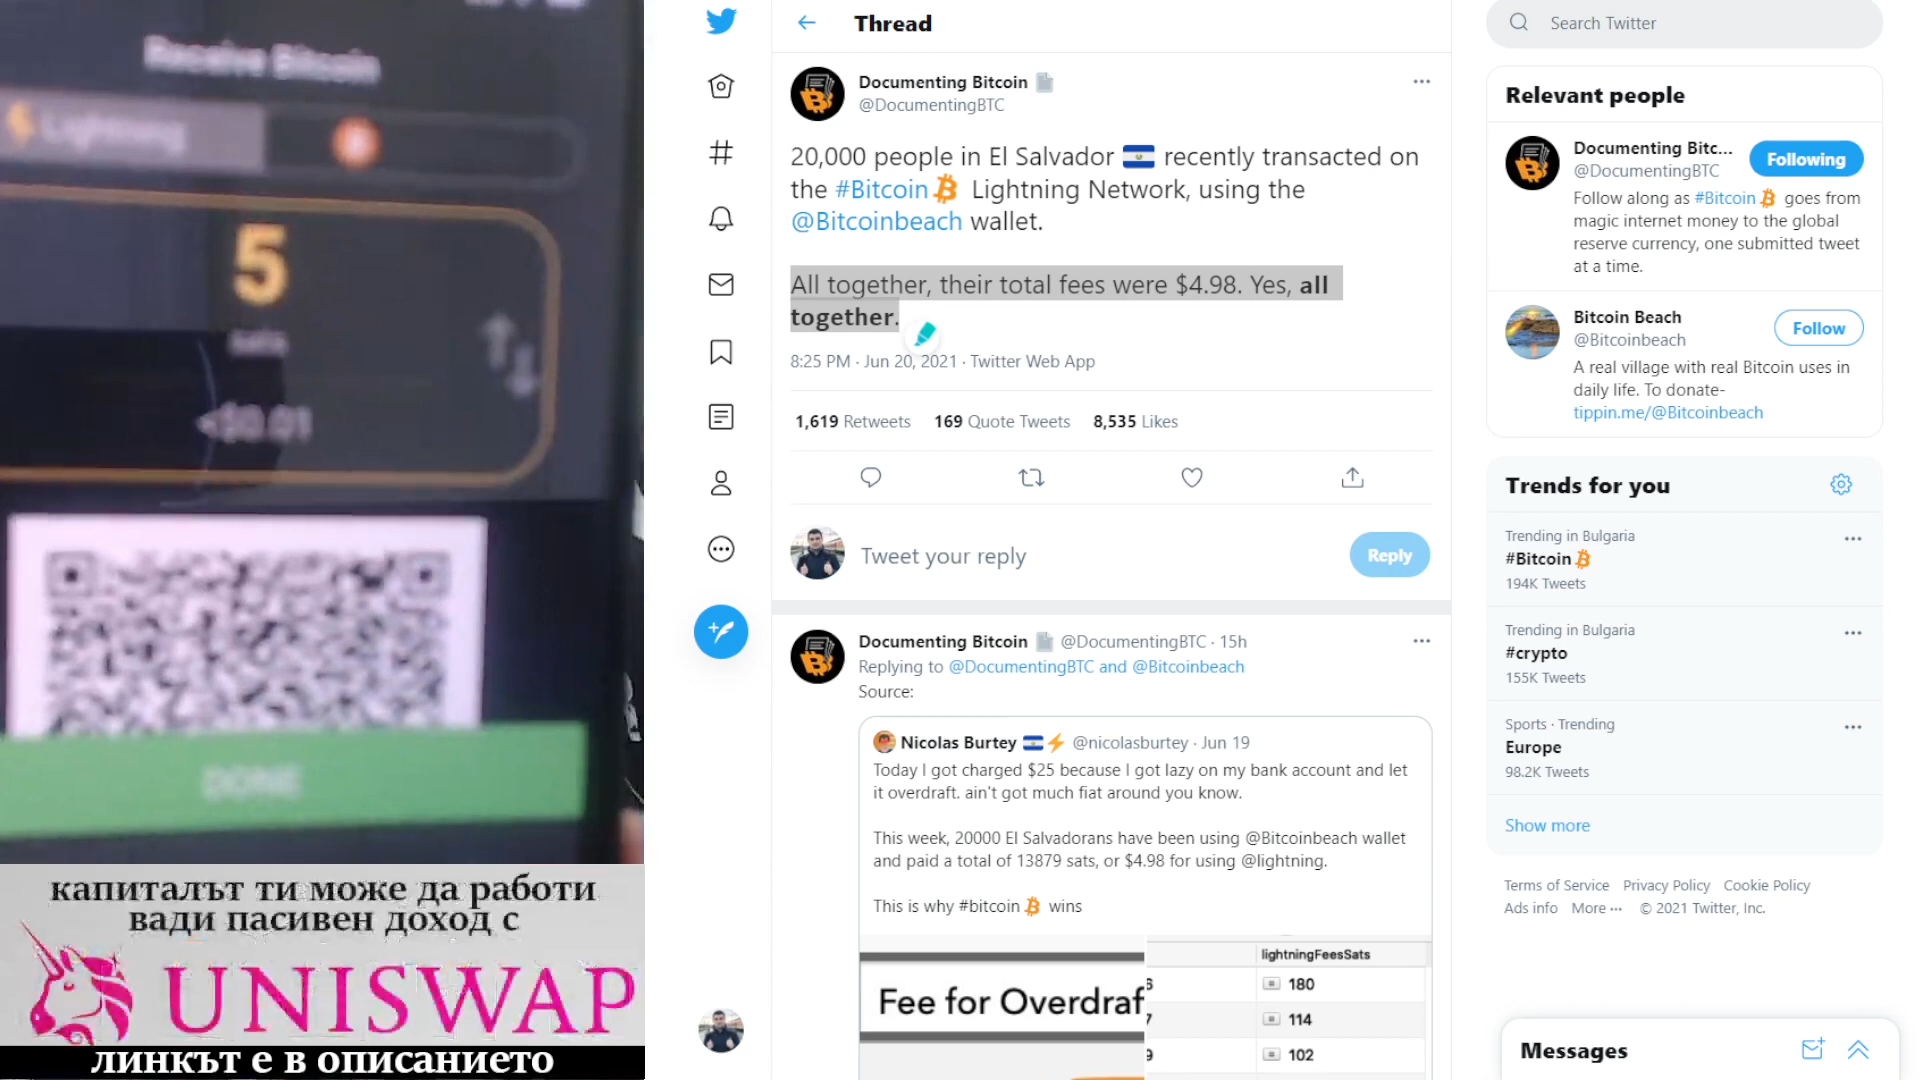 Receive Bitcoin
Lightning
5
sats
<$0.01
DONE
капиталът ти може да работи
вади пасивен доход с
UNISWAP
линкът е в описанието
Thread
Documenting Bitcoin
@DocumentingBTC
20,000 people in El Salvador recently transacted on
the #Bitcoin Lightning Network, using the
@Bitcoinbeach wallet.
All together, their total fees were $4.98. Yes, all
together.
8:25 PM · Jun 20, 2021 · Twitter Web App
1,619 Retweets 169 Quote Tweets 8,535 Likes
Tweet your reply
Reply
Documenting Bitcoin @DocumentingBTC · 15h
Replying to @DocumentingBTC and @Bitcoinbeach
Source:
Nicolas Burtey @nicolasburtey · Jun 19
Today I got charged $25 because I got lazy on my bank account and let
it overdraft. ain't got much fiat around you know.
This week, 20000 El Salvadorans have been using @Bitcoinbeach wallet
and paid a total of 13879 sats, or $4.98 for using @lightning.
This is why #bitcoin wins
Fee for Overdraf
lightningFeesSats
6 180
7 114
9 102
Search Twitter
Relevant people
Documenting Bitc...
@DocumentingBTC
Following
Follow along as #Bitcoin goes from
magic internet money to the global
reserve currency, one submitted tweet
at a time.
Bitcoin Beach
@Bitcoinbeach
Follow
A real village with real Bitcoin uses in
daily life. To donate-
tippin.me/@Bitcoinbeach
Trends for you
Trending in Bulgaria
#Bitcoin
194K Tweets
Trending in Bulgaria
#crypto
155K Tweets
Sports · Trending
Europe
98.2K Tweets
Show more
Terms of Service Privacy Policy Cookie Policy
Ads info More ··· © 2021 Twitter, Inc.
Messages